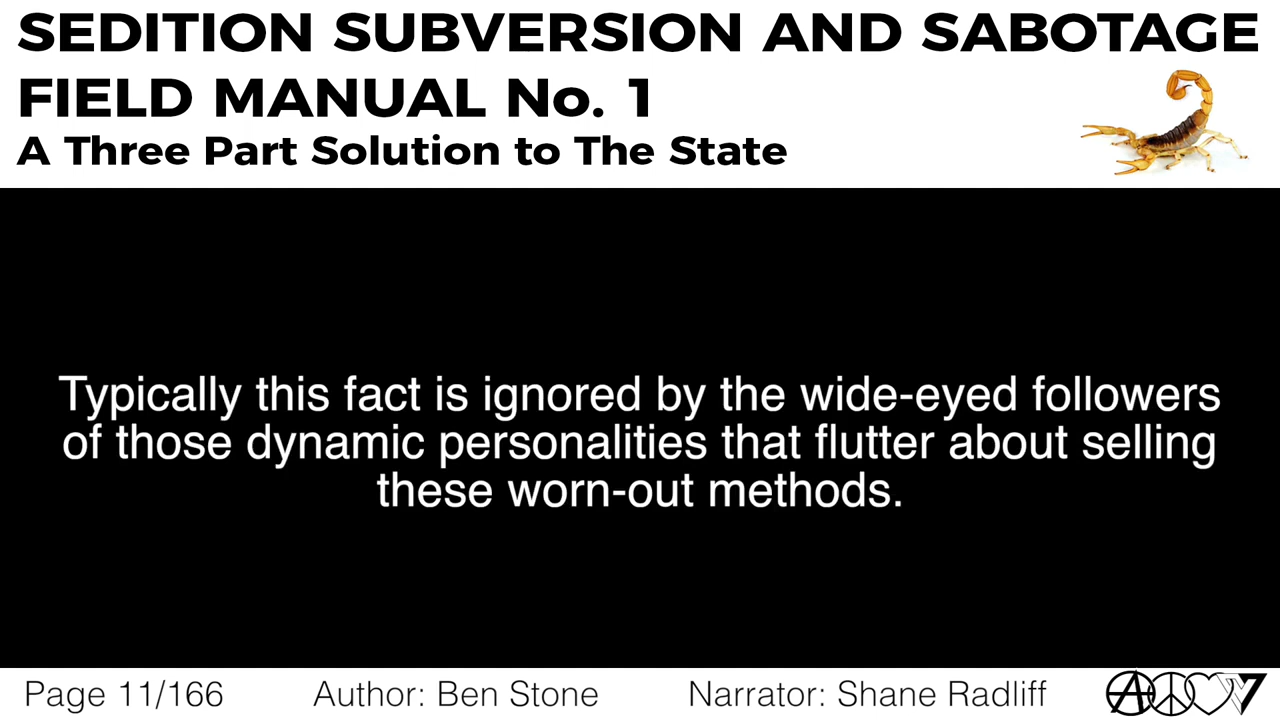 SEDITION SUBVERSION AND SABOTAGE
FIELD MANUAL No. 1
A Three Part Solution to The State
Typically this fact is ignored by the wide-eyed followers
of those dynamic personalities that flutter about selling
these worn-out methods.
Page 11/166 Author: Ben Stone Narrator: Shane Radliff